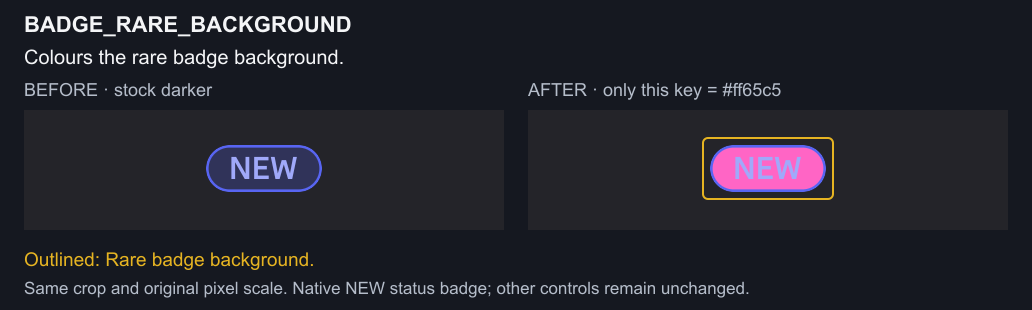 BADGE_RARE_BACKGROUND
Colours the rare badge background.
BEFORE · stock darker
AFTER · only this key = #ff65c5
NEW
NEW
Outlined: Rare badge background.
Same crop and original pixel scale. Native NEW status badge; other controls remain unchanged.